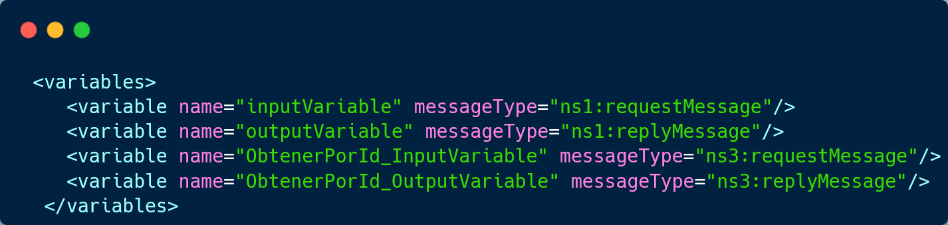 <variables>
<variable name="inputVariable" messageType="ns1:requestMessage"/>
<variable name="outputVariable" messageType="ns1:replyMessage"/>
<variable name="ObtenerPorId_InputVariable" messageType="ns3:requestMessage"/>
<variable name="ObtenerPorId_OutputVariable" messageType="ns3:replyMessage"/>
</variables>